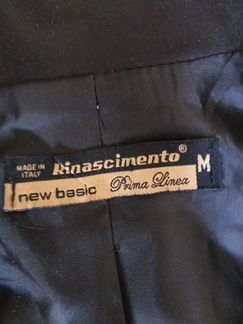 MADE IN
ITALY
Rinascimento®
M
new basic Prima Linea